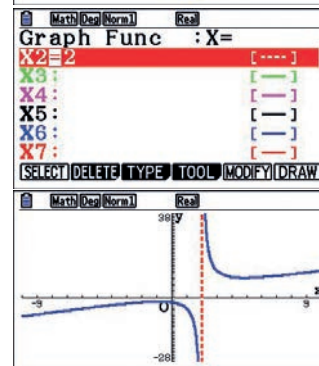 Math Deg Norm1 Real
Graph Func :X=
X2=2 [----]
X3: [—]
X4: [—]
X5: [—]
X6: [—]
X7: [—]
SELECT DELETE TYPE TOOL MODIFY DRAW
Math Deg Norm1 Real
38 y
-9 O 9 x
-28